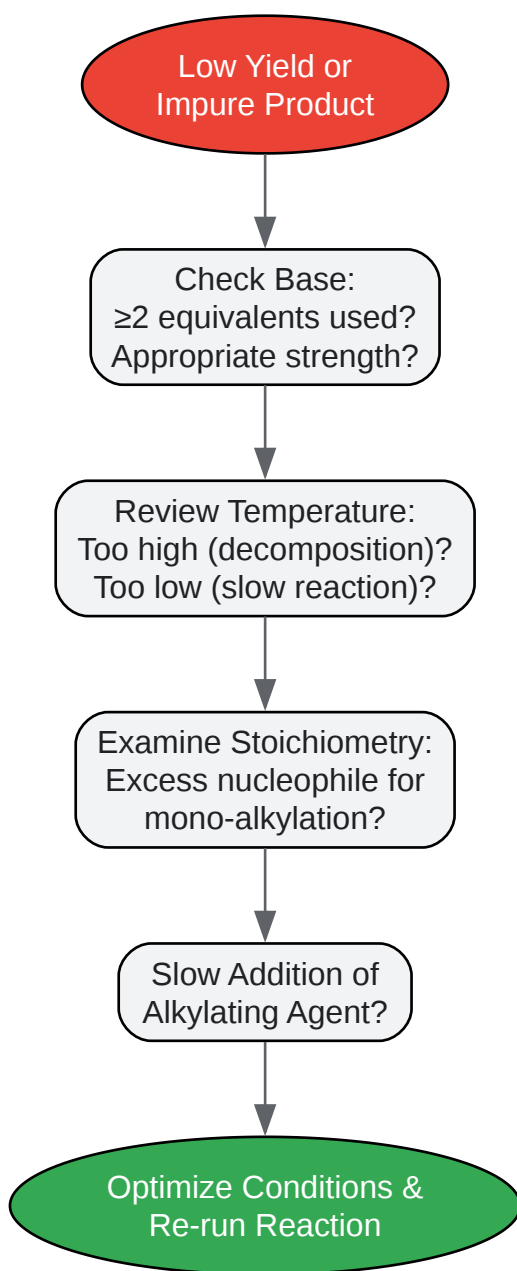 Low Yield or
Impure Product
Check Base:
≥2 equivalents used?
Appropriate strength?
Review Temperature:
Too high (decomposition)?
Too low (slow reaction)?
Examine Stoichiometry:
Excess nucleophile for
mono-alkylation?
Slow Addition of
Alkylating Agent?
Optimize Conditions &
Re-run Reaction